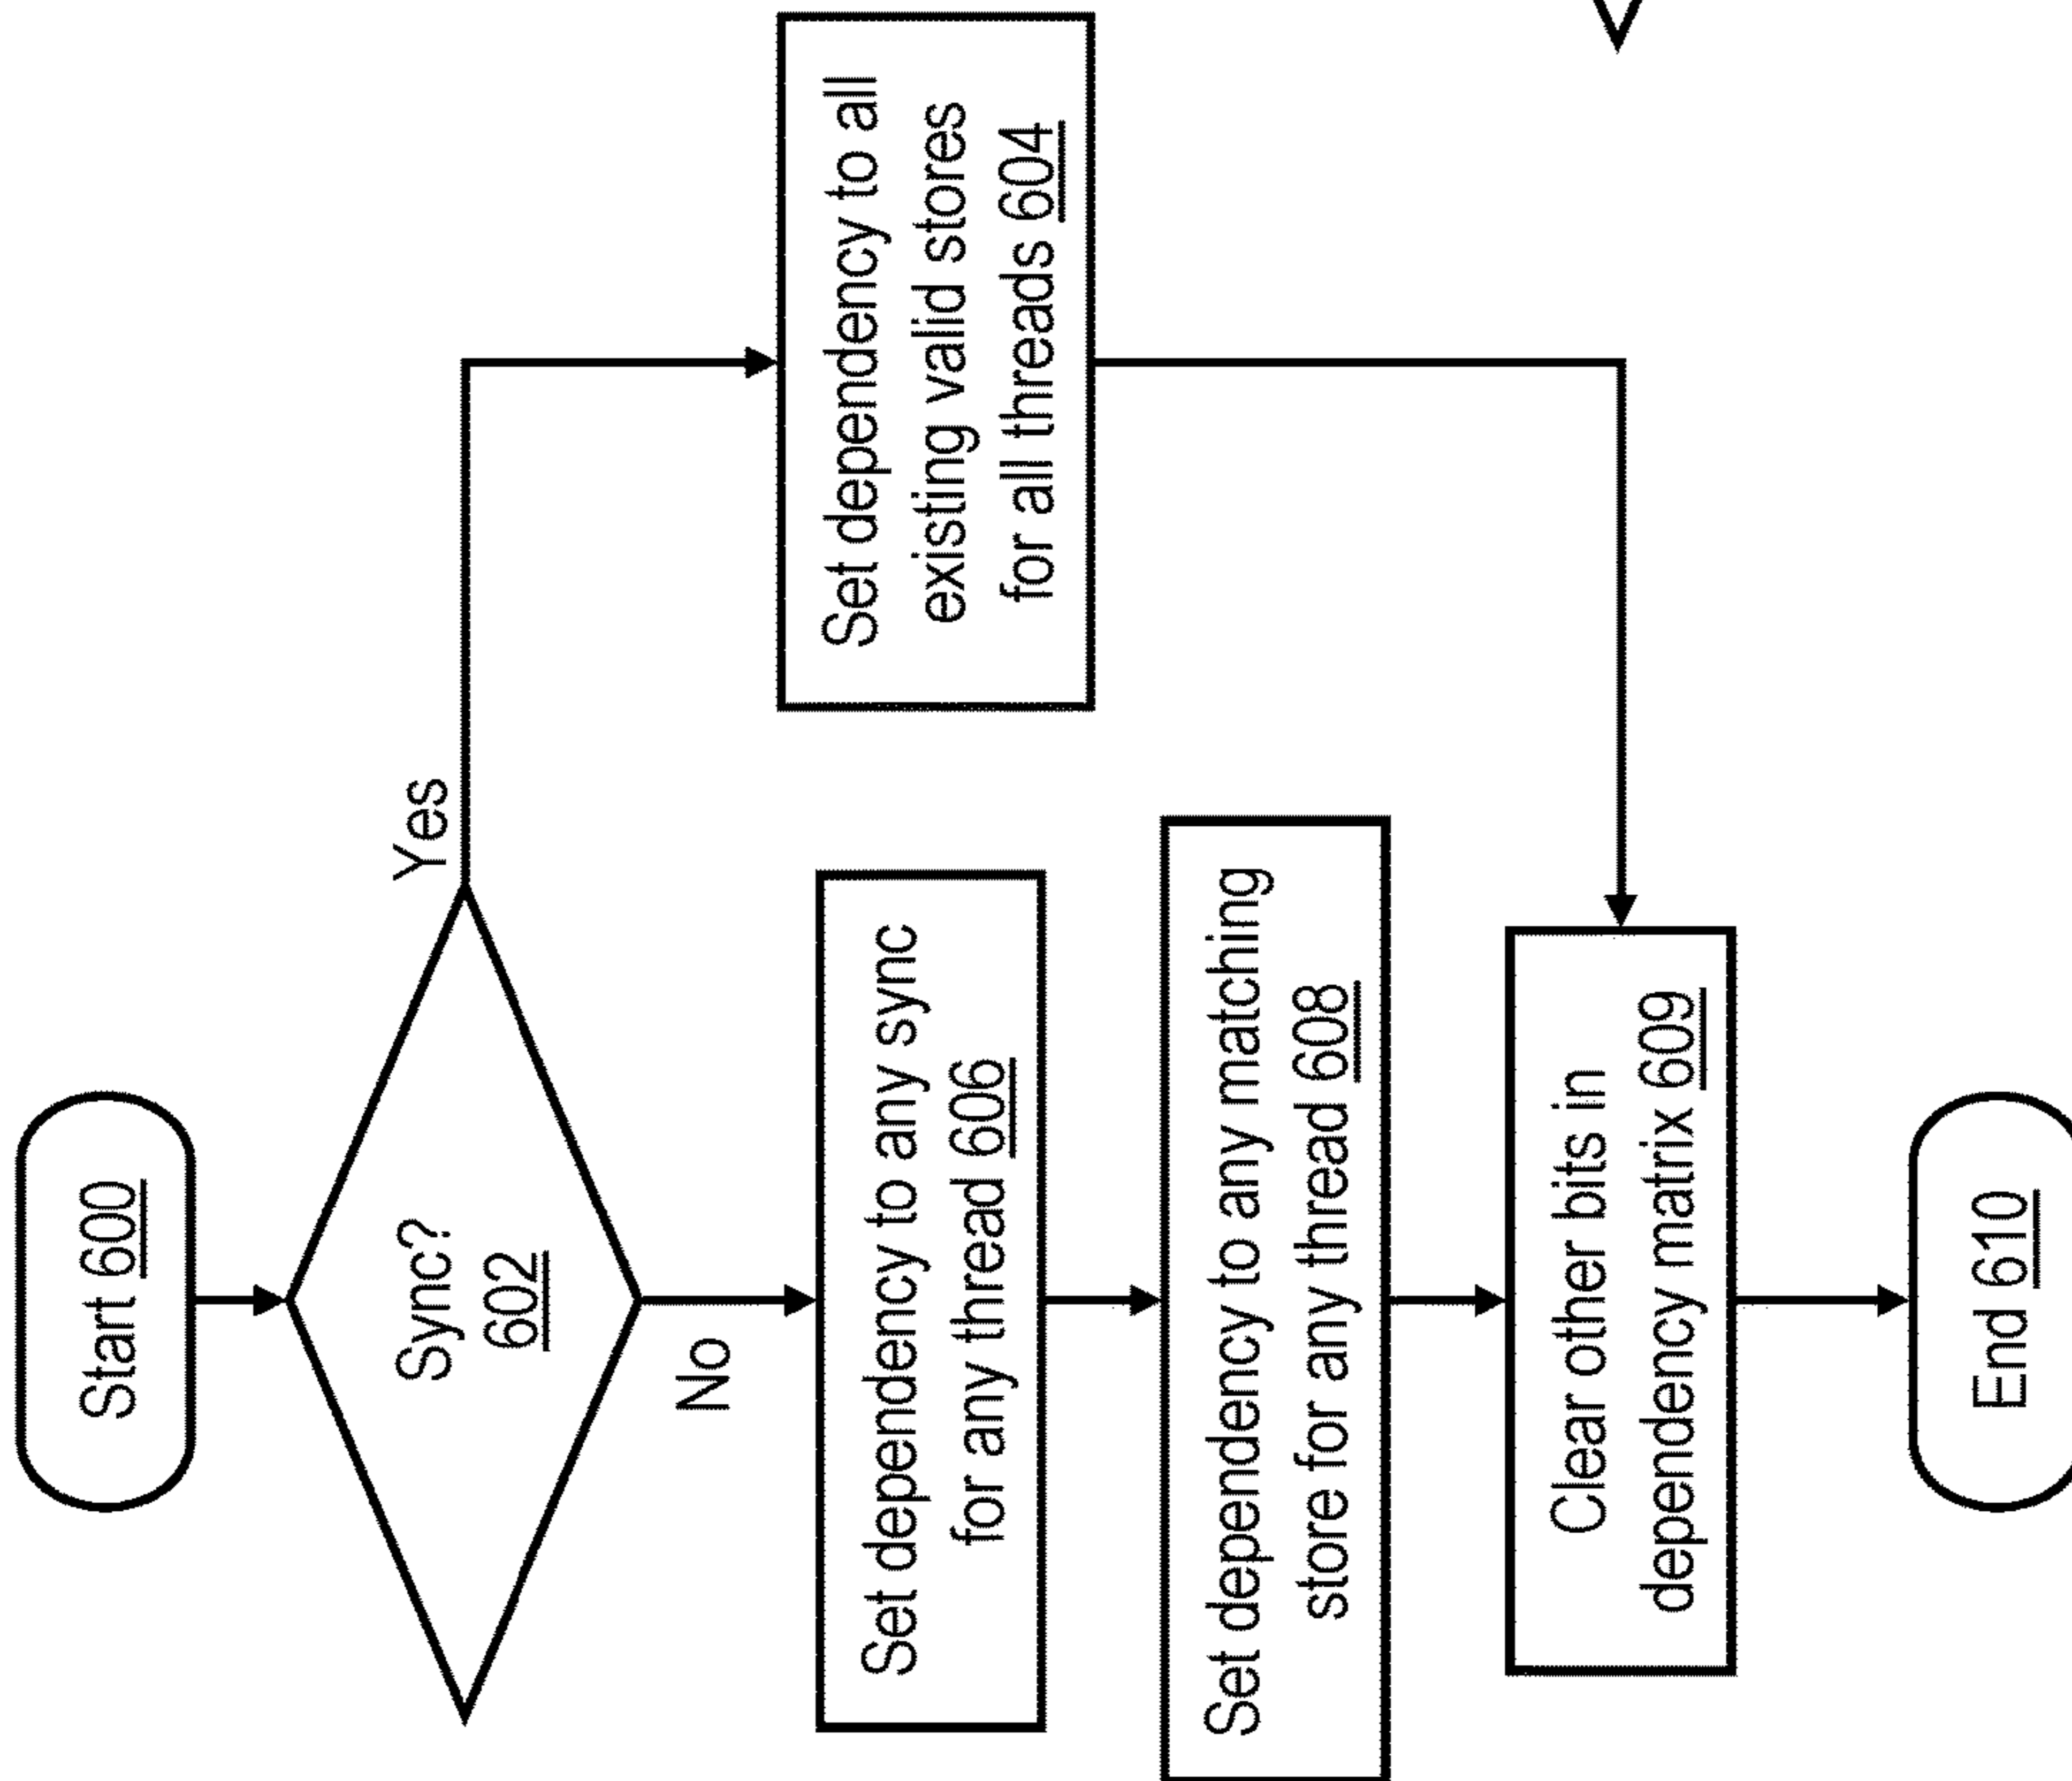 Start 600
Sync?
602
Yes
No
Set dependency to all
existing valid stores
for all threads 604
Set dependency to any sync
for any thread 606
Set dependency to any matching
store for any thread 608
Clear other bits in
dependency matrix 609
End 610